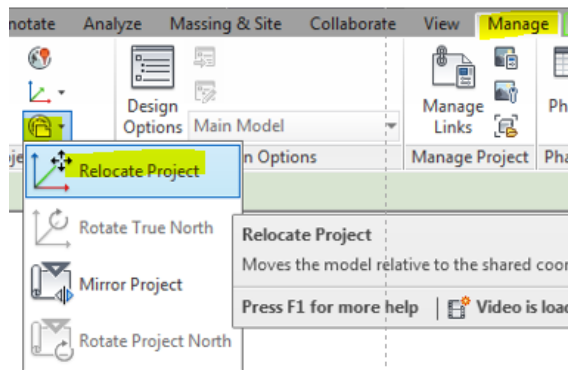 notate Analyze Massing & Site Collaborate View Manage
Design Options
Main Model
Manage Links
Ph
oje
n Options
Manage Project
Pha
Relocate Project
Rotate True North
Mirror Project
Rotate Project North
Relocate Project
Moves the model relative to the shared coor
Press F1 for more help
Video is load